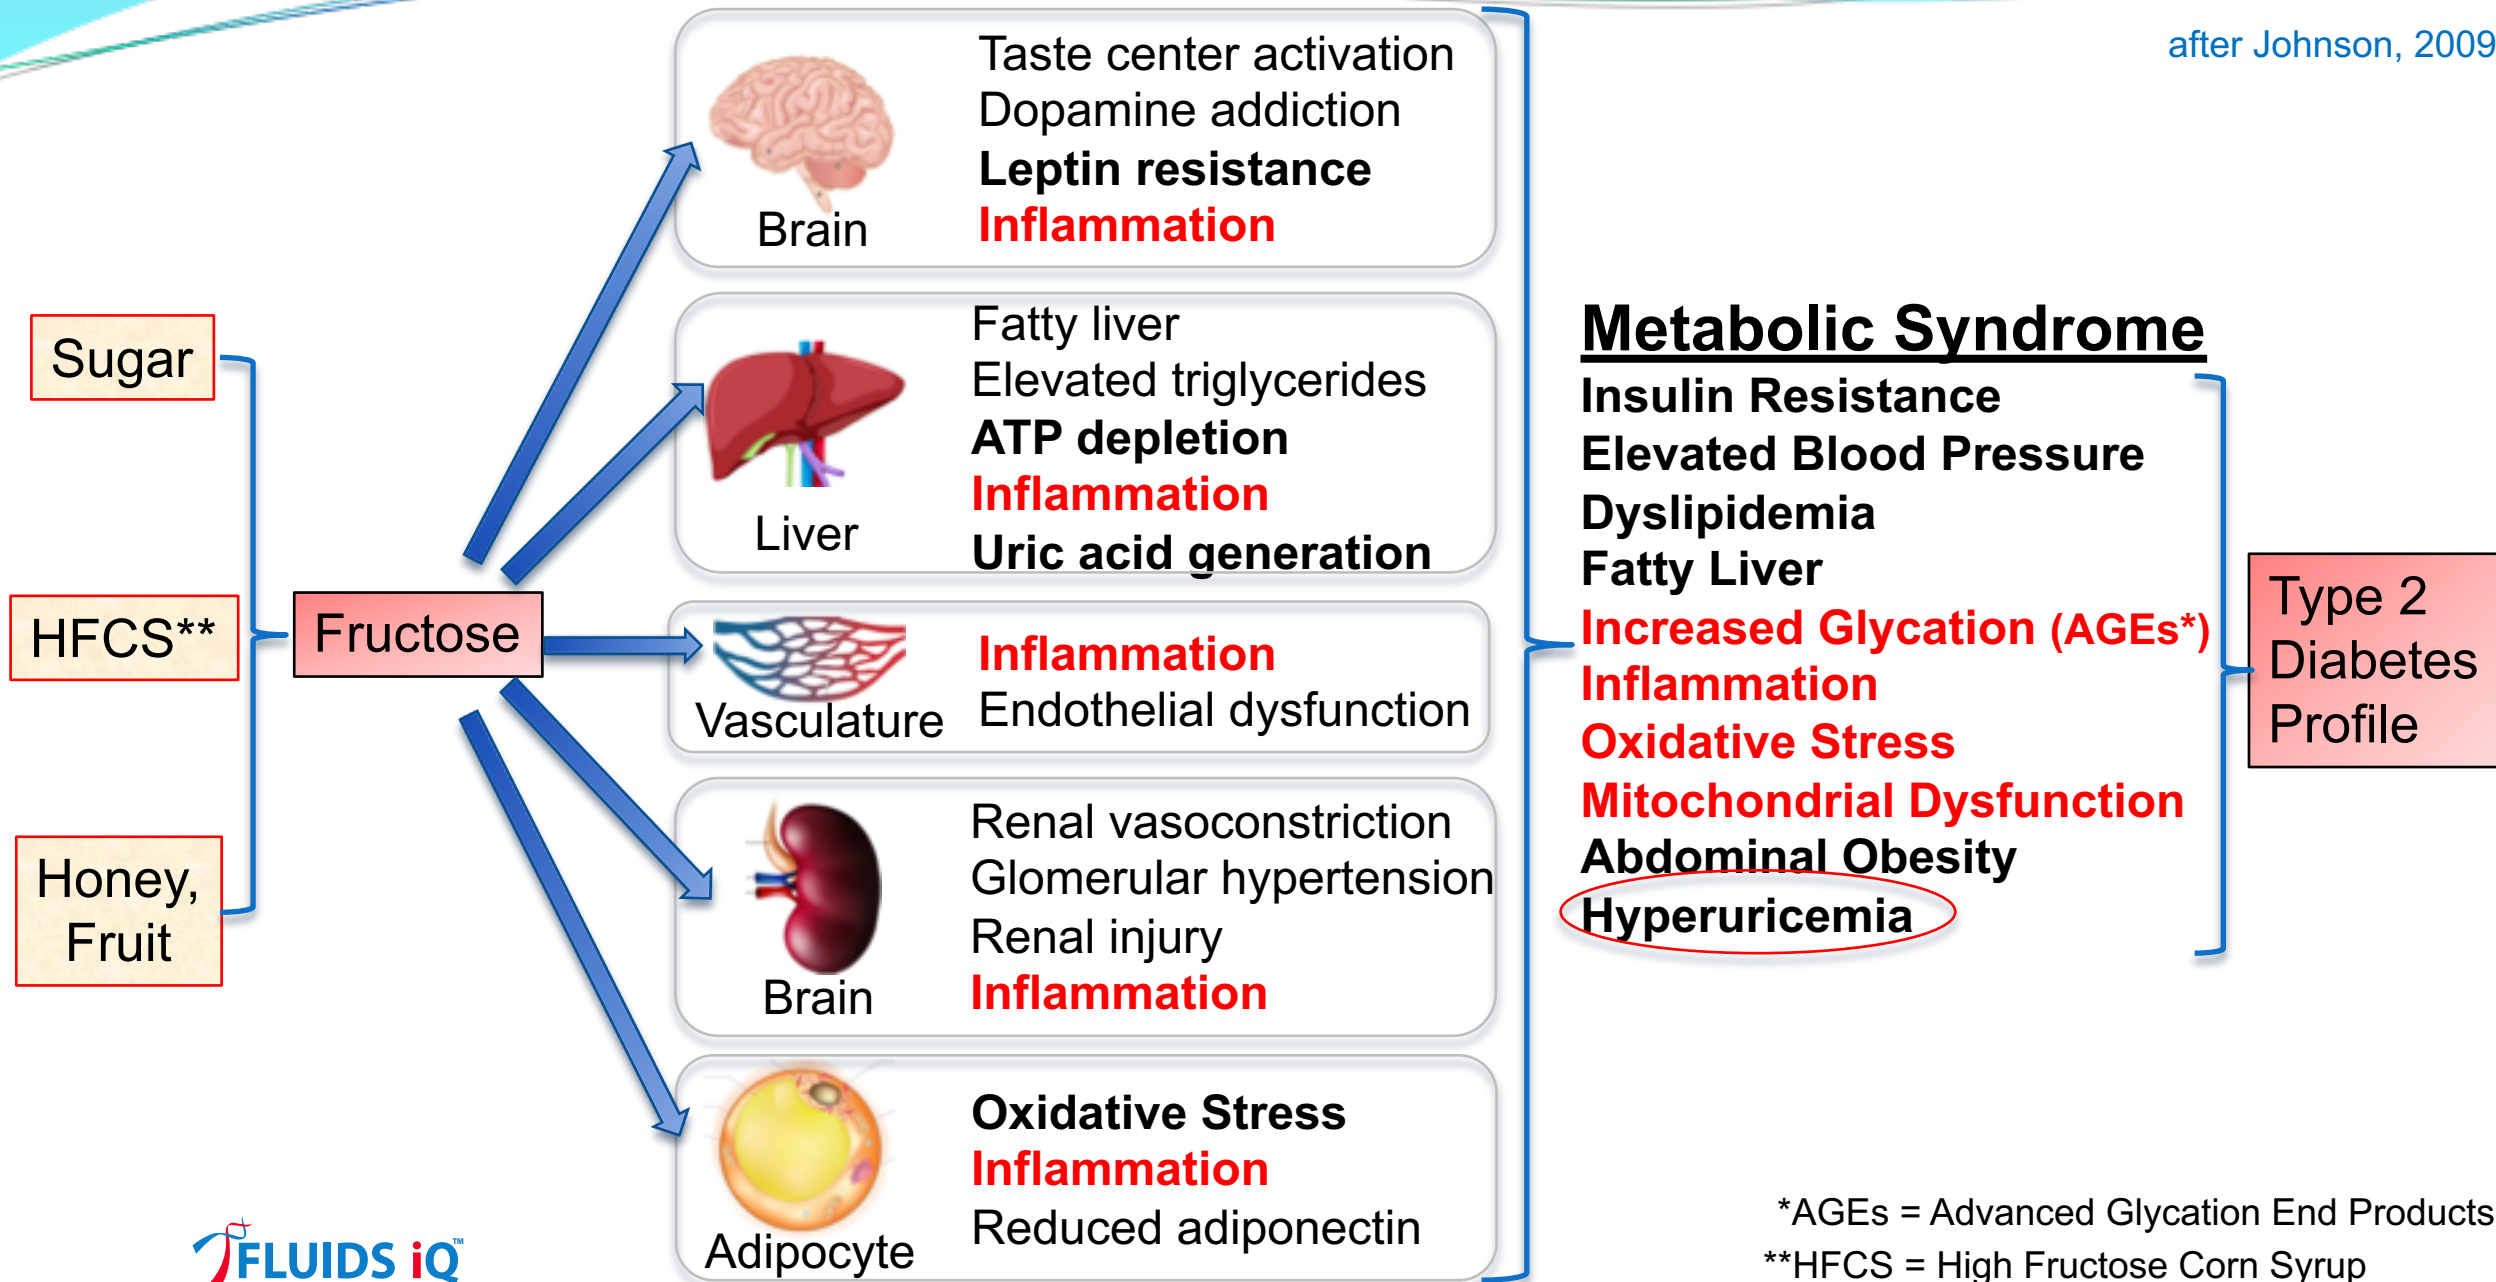 after Johnson, 2009
Sugar
HFCS**
Honey,
Fruit
Fructose
Brain
Taste center activation
Dopamine addiction
Leptin resistance
Inflammation
Liver
Fatty liver
Elevated triglycerides
ATP depletion
Inflammation
Uric acid generation
Vasculature
Inflammation
Endothelial dysfunction
Brain
Renal vasoconstriction
Glomerular hypertension
Renal injury
Inflammation
Adipocyte
Oxidative Stress
Inflammation
Reduced adiponectin
Metabolic Syndrome
Insulin Resistance
Elevated Blood Pressure
Dyslipidemia
Fatty Liver
Increased Glycation (AGEs*)
Inflammation
Oxidative Stress
Mitochondrial Dysfunction
Abdominal Obesity
Hyperuricemia
Type 2
Diabetes
Profile
*AGEs = Advanced Glycation End Products
**HFCS = High Fructose Corn Syrup
FLUIDS iQ™